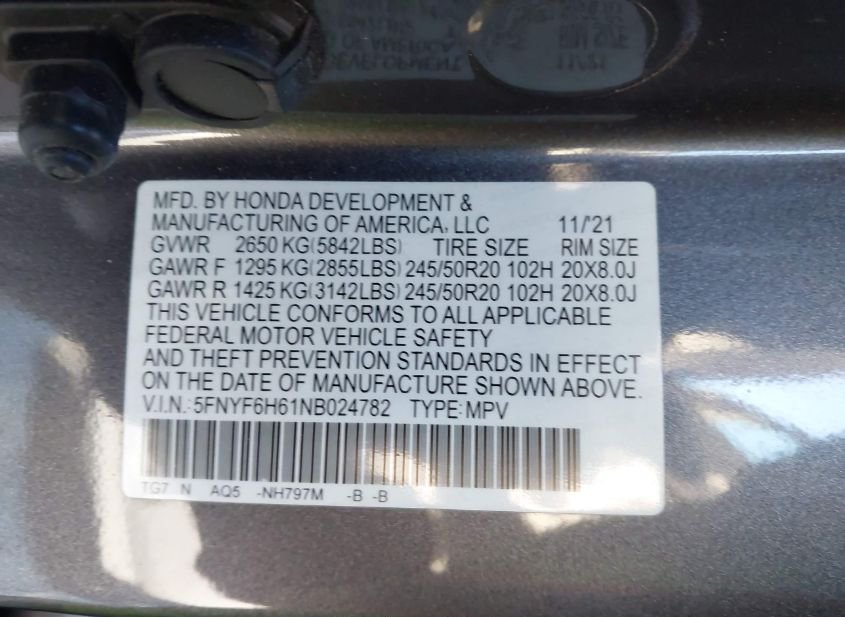 MFD. BY HONDA DEVELOPMENT &
MANUFACTURING OF AMERICA, LLC 11/'21
GVWR 2650 KG(5842LBS) TIRE SIZE RIM SIZE
GAWR F 1295 KG(2855LBS) 245/50R20 102H 20X8.0J
GAWR R 1425 KG(3142LBS) 245/50R20 102H 20X8.0J
THIS VEHICLE CONFORMS TO ALL APPLICABLE
FEDERAL MOTOR VEHICLE SAFETY
AND THEFT PREVENTION STANDARDS IN EFFECT
ON THE DATE OF MANUFACTURE SHOWN ABOVE.
V.I.N.:5FNYF6H61NB024782 TYPE:MPV
TG7 N AQ5 -NH797M -B -B